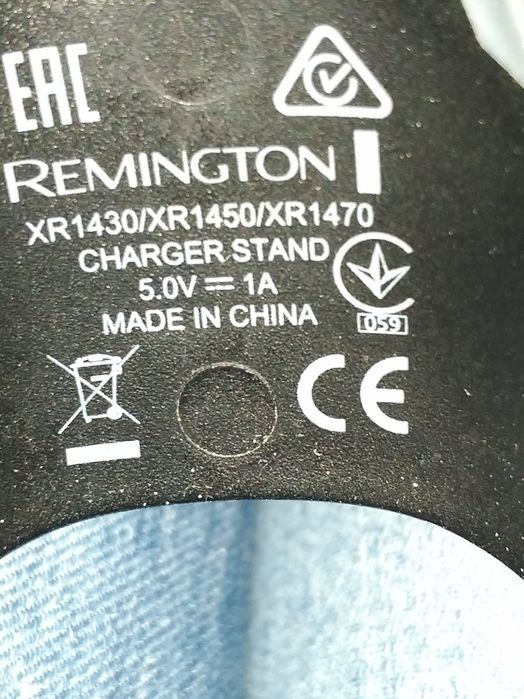 EAC
REMINGTON
XR1430/XR1450/XR1470
CHARGER STAND
5.0V ⎓ 1A
MADE IN CHINA
059
CE